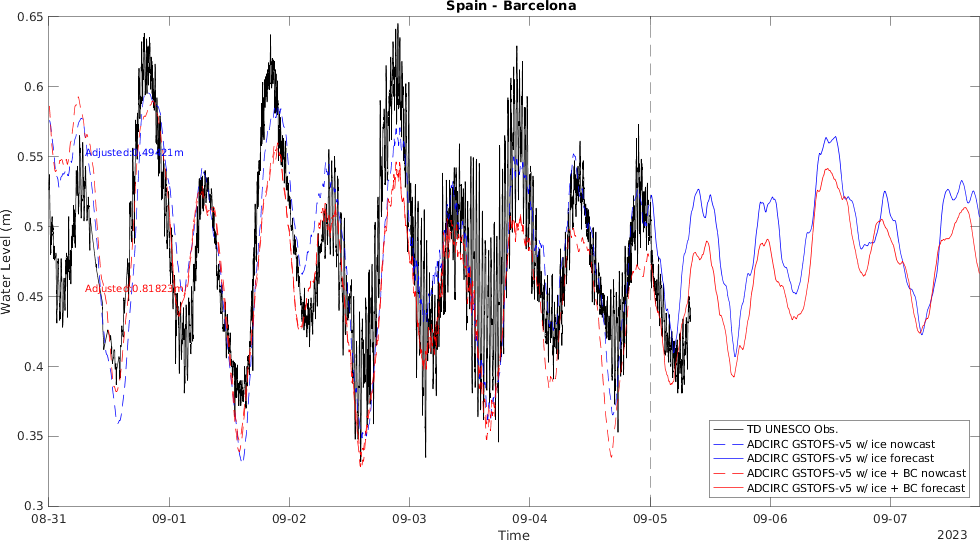 Spain - Barcelona
0.65
0.6
0.55
0.5
0.45
0.4
0.35
0.3
Water Level (m)
Adjusted:0.49421m
Adjusted:0.81823m
TD UNESCO Obs.
ADCIRC GSTOFS-v5 w/ ice nowcast
ADCIRC GSTOFS-v5 w/ ice forecast
ADCIRC GSTOFS-v5 w/ ice + BC nowcast
ADCIRC GSTOFS-v5 w/ ice + BC forecast
08-31 09-01 09-02 09-03 09-04 09-05 09-06 09-07
Time
2023